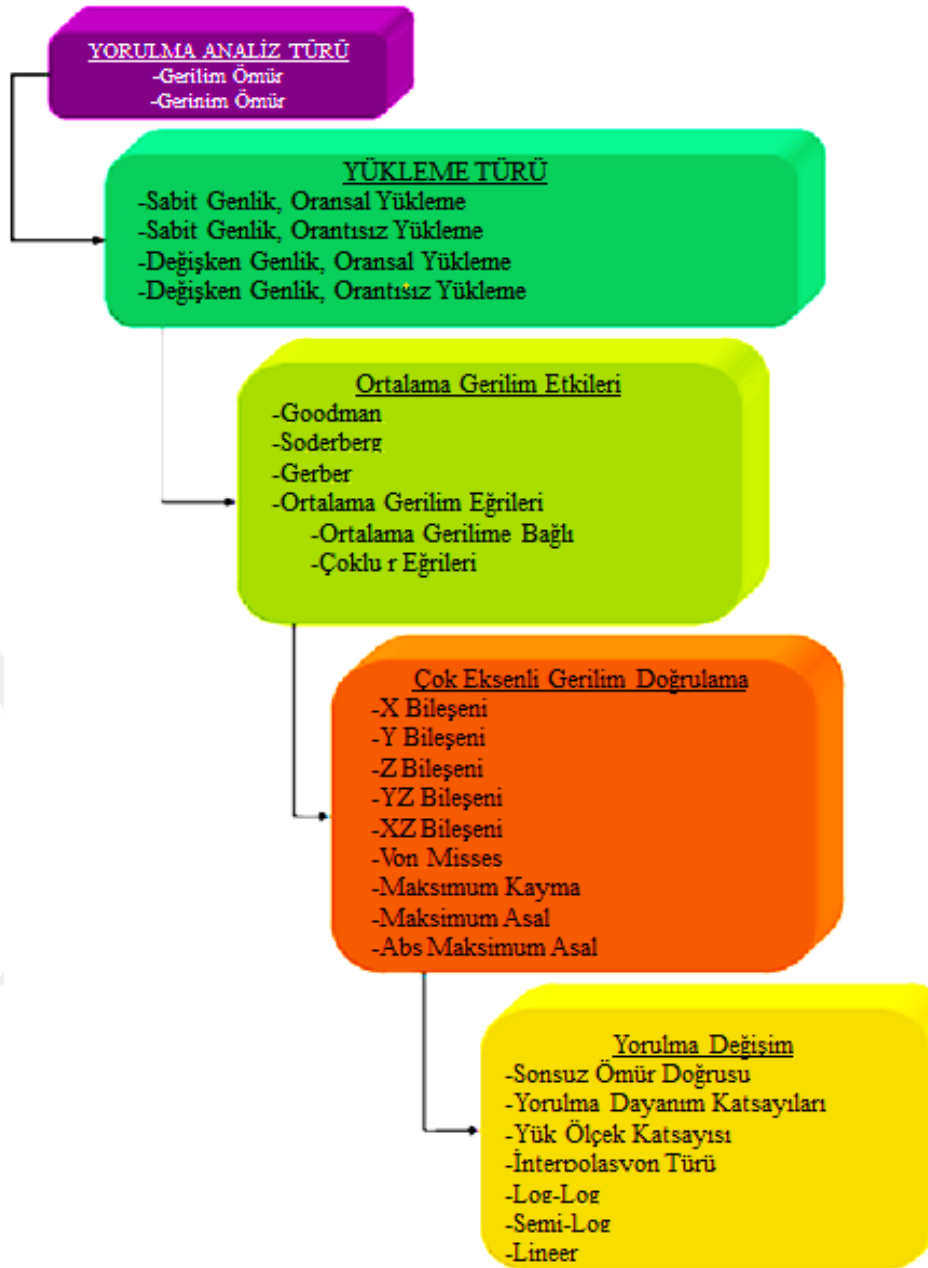 YORULMA ANALİZ TÜRÜ
-Gerilim Ömür
-Gerinim Ömür
YÜKLEME TÜRÜ
-Sabit Genlik, Oransal Yükleme
-Sabit Genlik, Orantısız Yükleme
-Değişken Genlik, Oransal Yükleme
-Değişken Genlik, Orantısız Yükleme
Ortalama Gerilim Etkileri
-Goodman
-Soderberg
-Gerber
-Ortalama Gerilim Eğrileri
-Ortalama Gerilime Bağlı
-Çoklu r Eğrileri
Çok Eksenli Gerilim Doğrulama
-X Bileşeni
-Y Bileşeni
-Z Bileşeni
-YZ Bileşeni
-XZ Bileşeni
-Von Misses
-Maksimum Kayma
-Maksimum Asal
-Abs Maksimum Asal
Yorulma Değişim
-Sonsuz Ömür Doğrusu
-Yorulma Dayanım Katsayıları
-Yük Ölçek Katsayısı
-İnterpolasyon Türü
-Log-Log
-Semi-Log
-Lineer